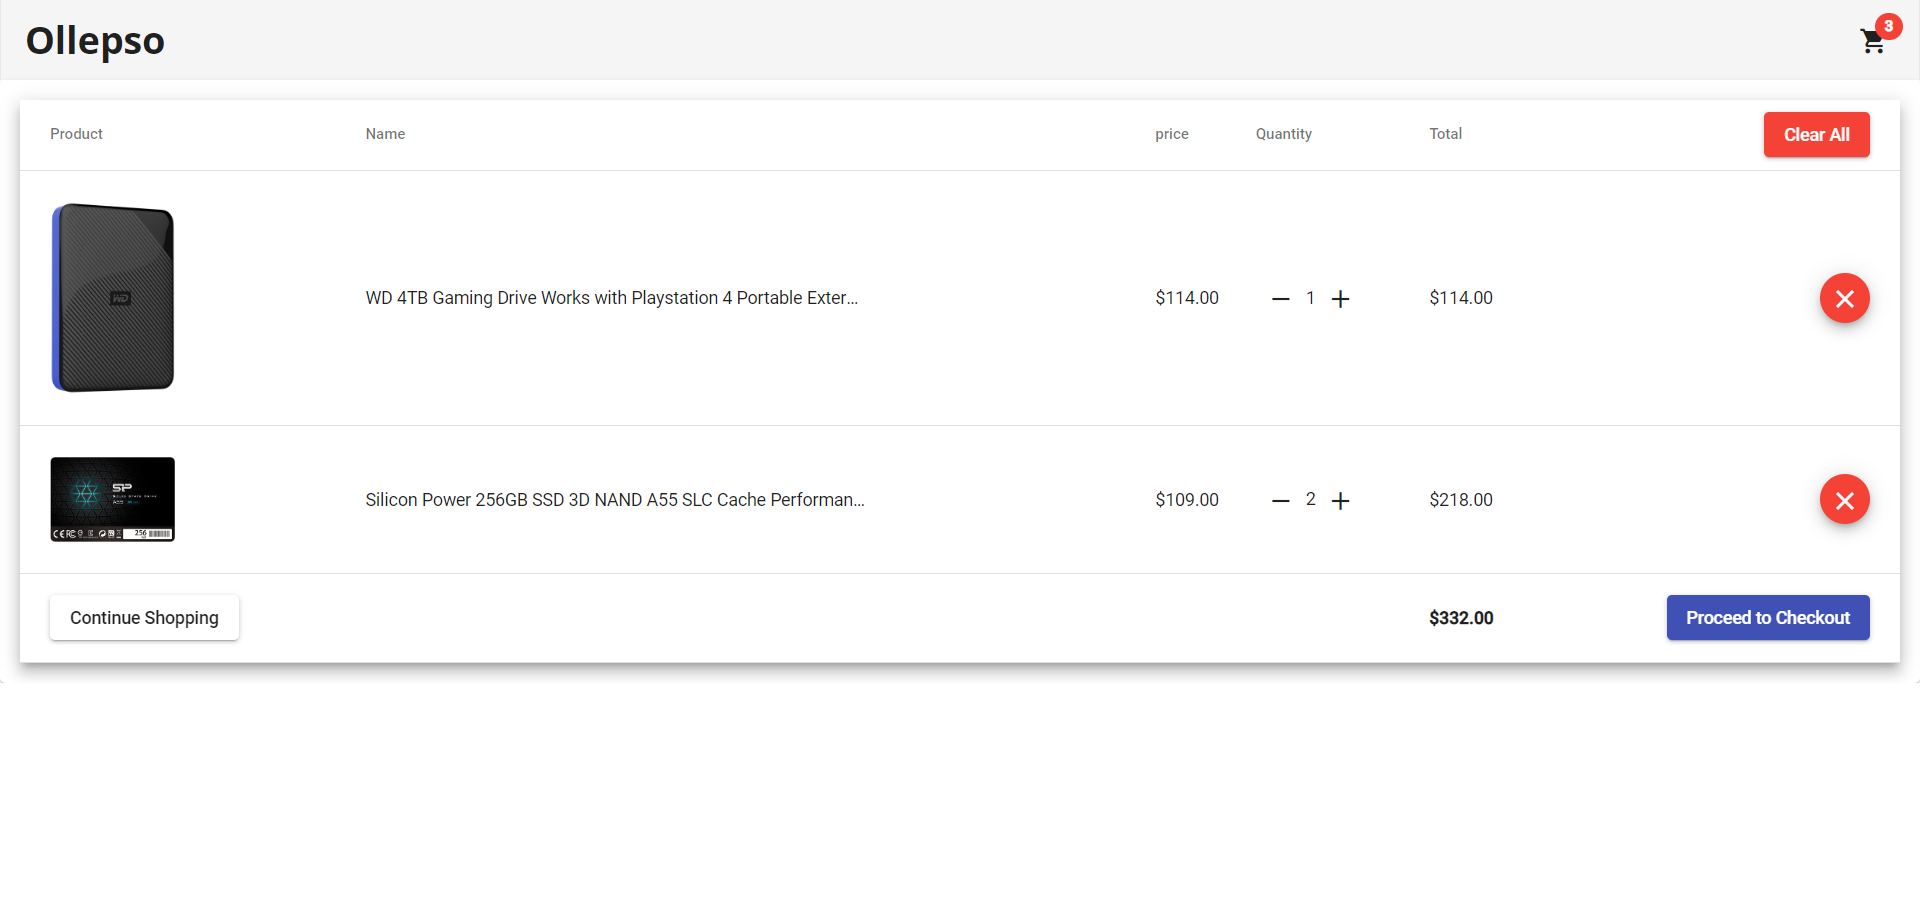 Ollepso
3
Product Name price Quantity Total Clear All
WD
WD 4TB Gaming Drive Works with Playstation 4 Portable Exter... $114.00 1 $114.00
SP
256
Silicon Power 256GB SSD 3D NAND A55 SLC Cache Performan... $109.00 2 $218.00
Continue Shopping $332.00 Proceed to Checkout